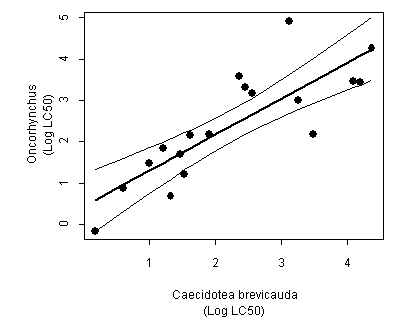 5
4
3
2
1
0
Oncorhynchus
(Log LC50)
1
2
3
4
Caecidotea brevicauda
(Log LC50)